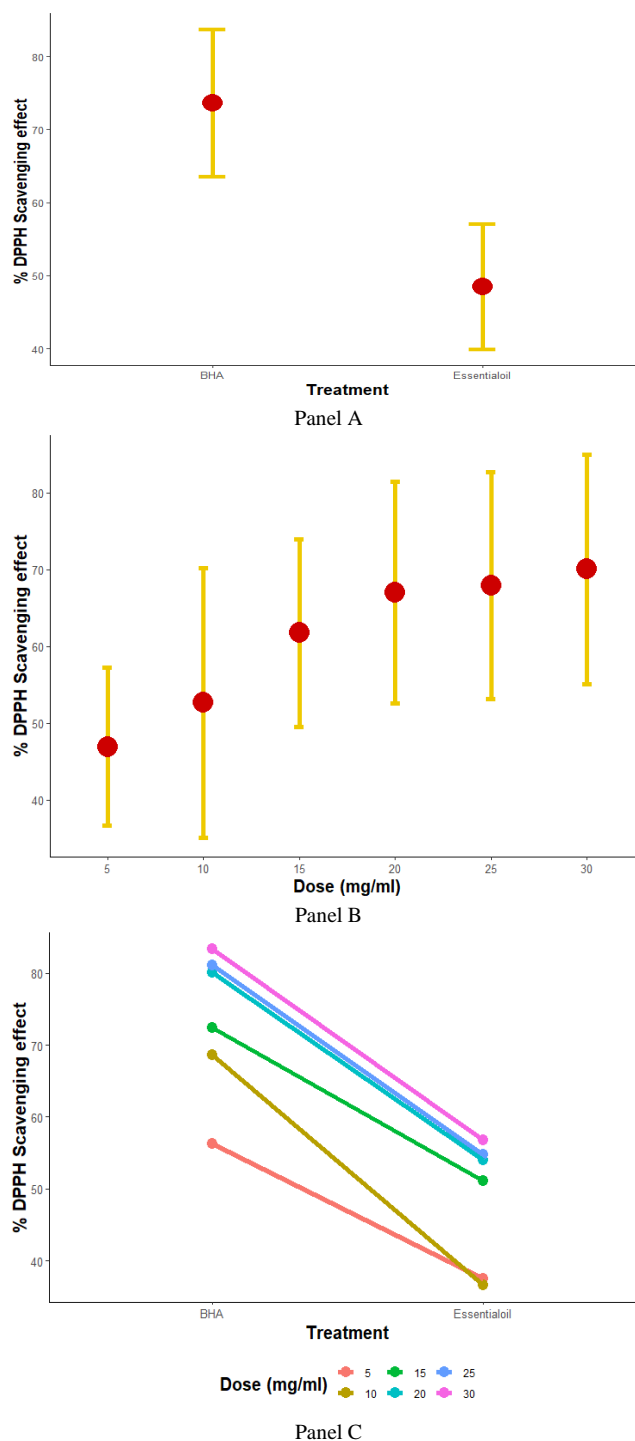 % DPPH Scavenging effect
80
70
60
50
40
BHA
Essentialoil
Treatment
Panel A
% DPPH Scavenging effect
80
70
60
50
40
5
10
15
20
25
30
Dose (mg/ml)
Panel B
% DPPH Scavenging effect
80
70
60
50
40
BHA
Essentialoil
Treatment
Dose (mg/ml)
5
15
25
10
20
30
Panel C